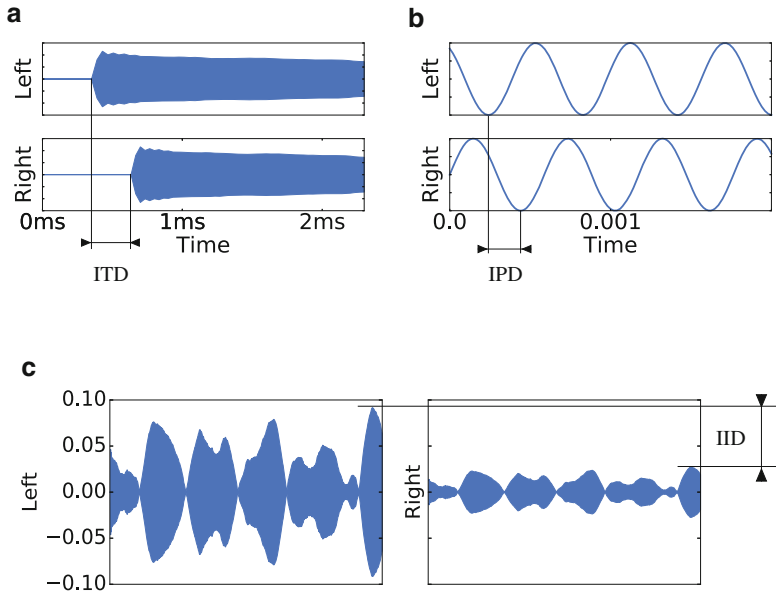 a
Left
Right
0ms 1ms 2ms
Time
ITD
b
Left
Right
0.0 0.001
Time
IPD
c
Left
0.10
0.05
0.00
−0.05
−0.10
Right
IID